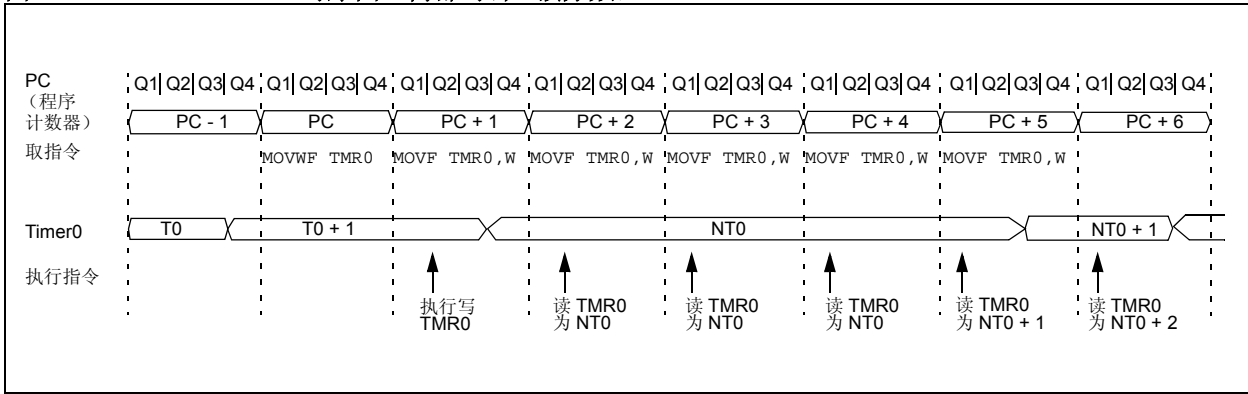 PC
（程序
计数器）
Q1 Q2 Q3 Q4 Q1 Q2 Q3 Q4 Q1 Q2 Q3 Q4 Q1 Q2 Q3 Q4 Q1 Q2 Q3 Q4 Q1 Q2 Q3 Q4 Q1 Q2 Q3 Q4 Q1 Q2 Q3 Q4
PC - 1 PC PC + 1 PC + 2 PC + 3 PC + 4 PC + 5 PC + 6
取指令
MOVWF TMR0 MOVF TMR0,W MOVF TMR0,W MOVF TMR0,W MOVF TMR0,W MOVF TMR0,W
Timer0
T0 T0 + 1 NT0 NT0 + 1
执行指令
执行写
TMR0
读 TMR0
为 NT0
读 TMR0
为 NT0
读 TMR0
为 NT0
读 TMR0
为 NT0 + 1
读 TMR0
为 NT0 + 2